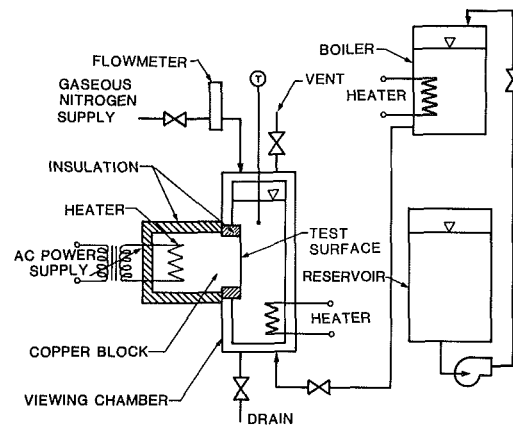 BOILER
FLOWMETER
GASEOUS
NITROGEN
SUPPLY
T
VENT
HEATER
INSULATION
HEATER
TEST
SURFACE
AC POWER
SUPPLY
RESERVOIR
HEATER
COPPER BLOCK
VIEWING CHAMBER
DRAIN